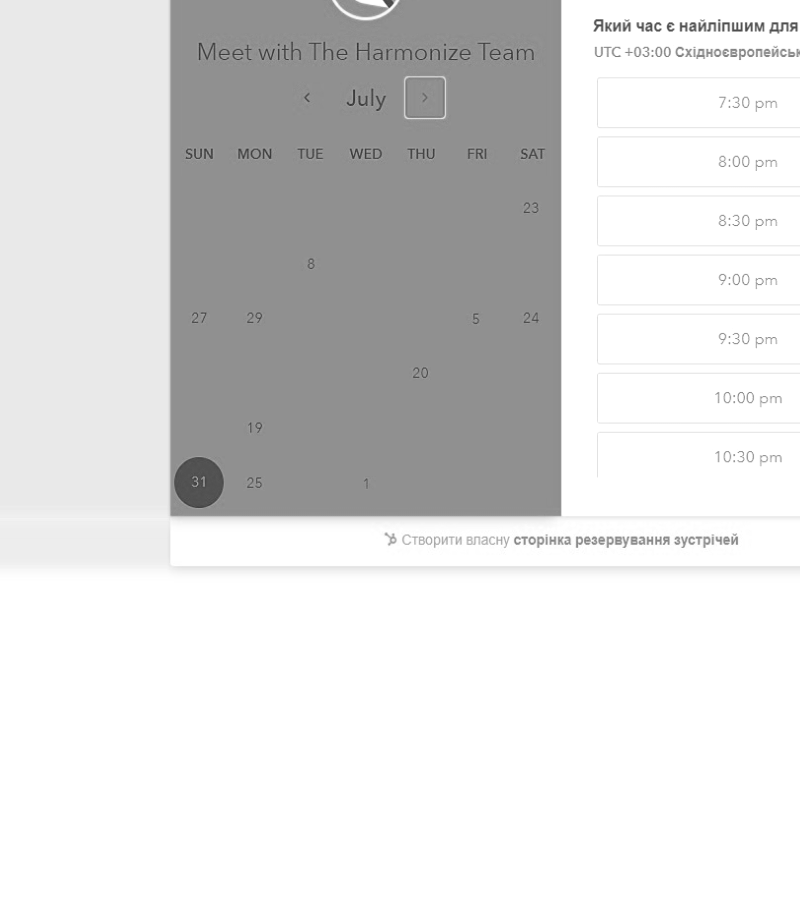 Meet with The Harmonize Team
July
SUN MON TUE WED THU FRI SAT
23
8
27 29 5 24
20
19
31 25 1
Який час є найліпшим для
UTC +03:00
7:30 pm
8:00 pm
8:30 pm
9:00 pm
9:30 pm
10:00 pm
10:30 pm
Створити власну сторінка резервування зустрічей